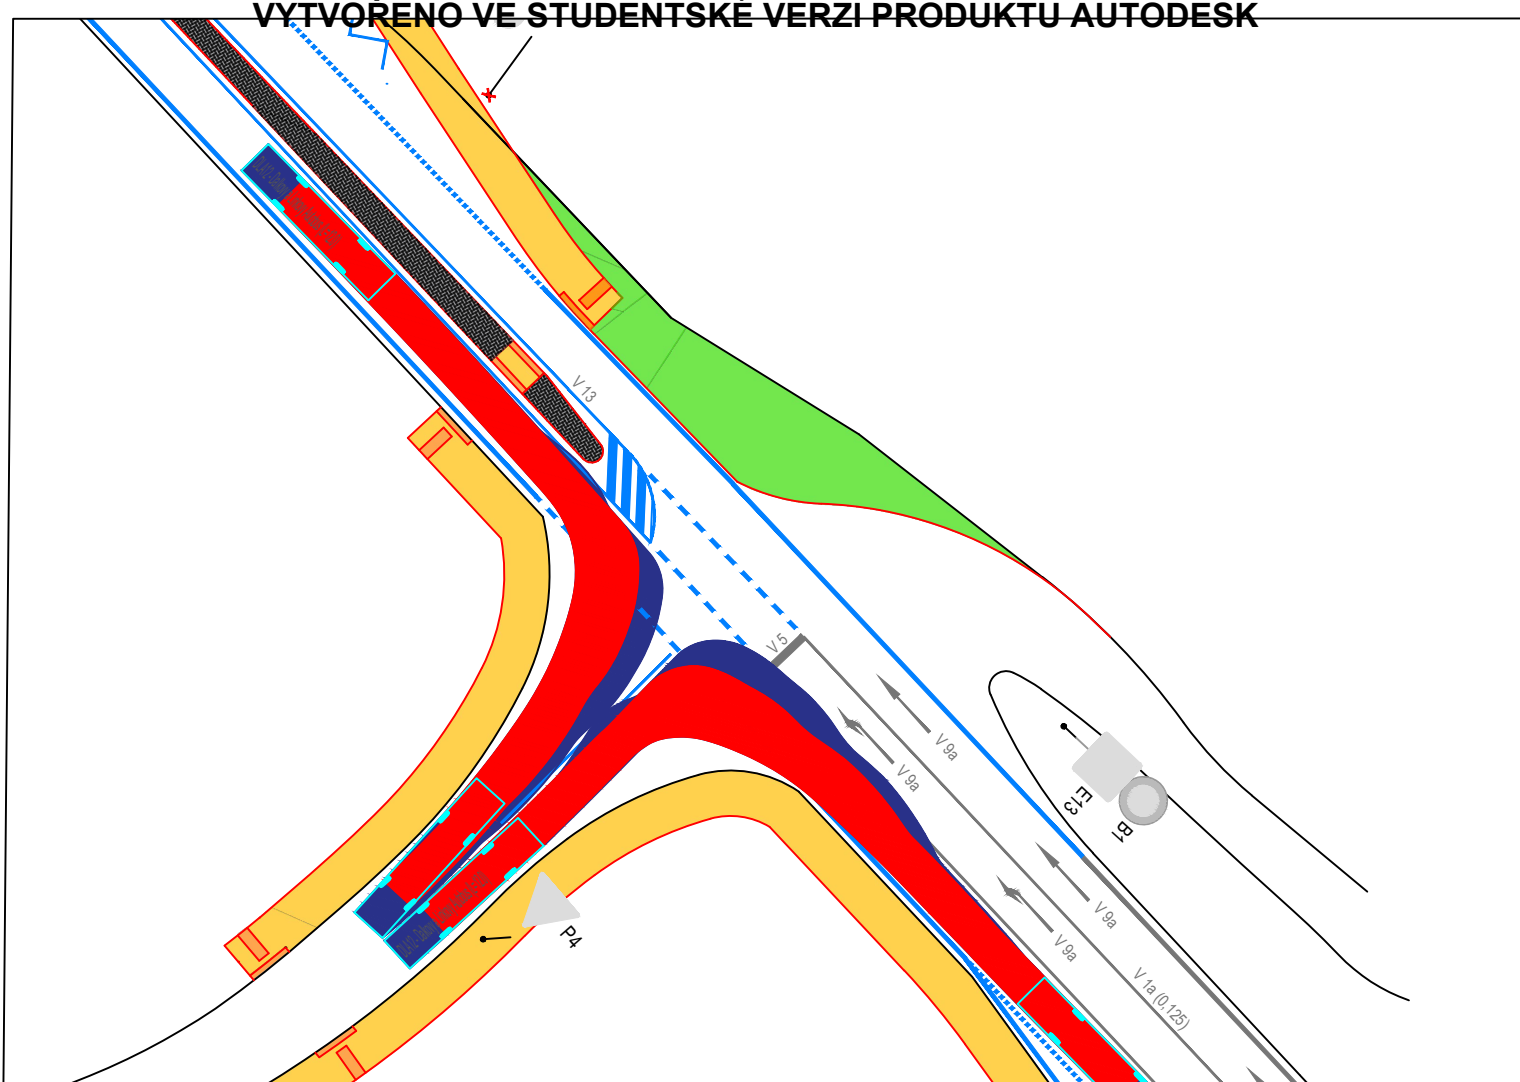 VYTVOŘENO VE STUDENTSKÉ VERZI PRODUKTU AUTODESK
V 13
V 5
V 9a
V 9a
E13
B1
V 9a
V 9a
P4
V 1a (0,125)